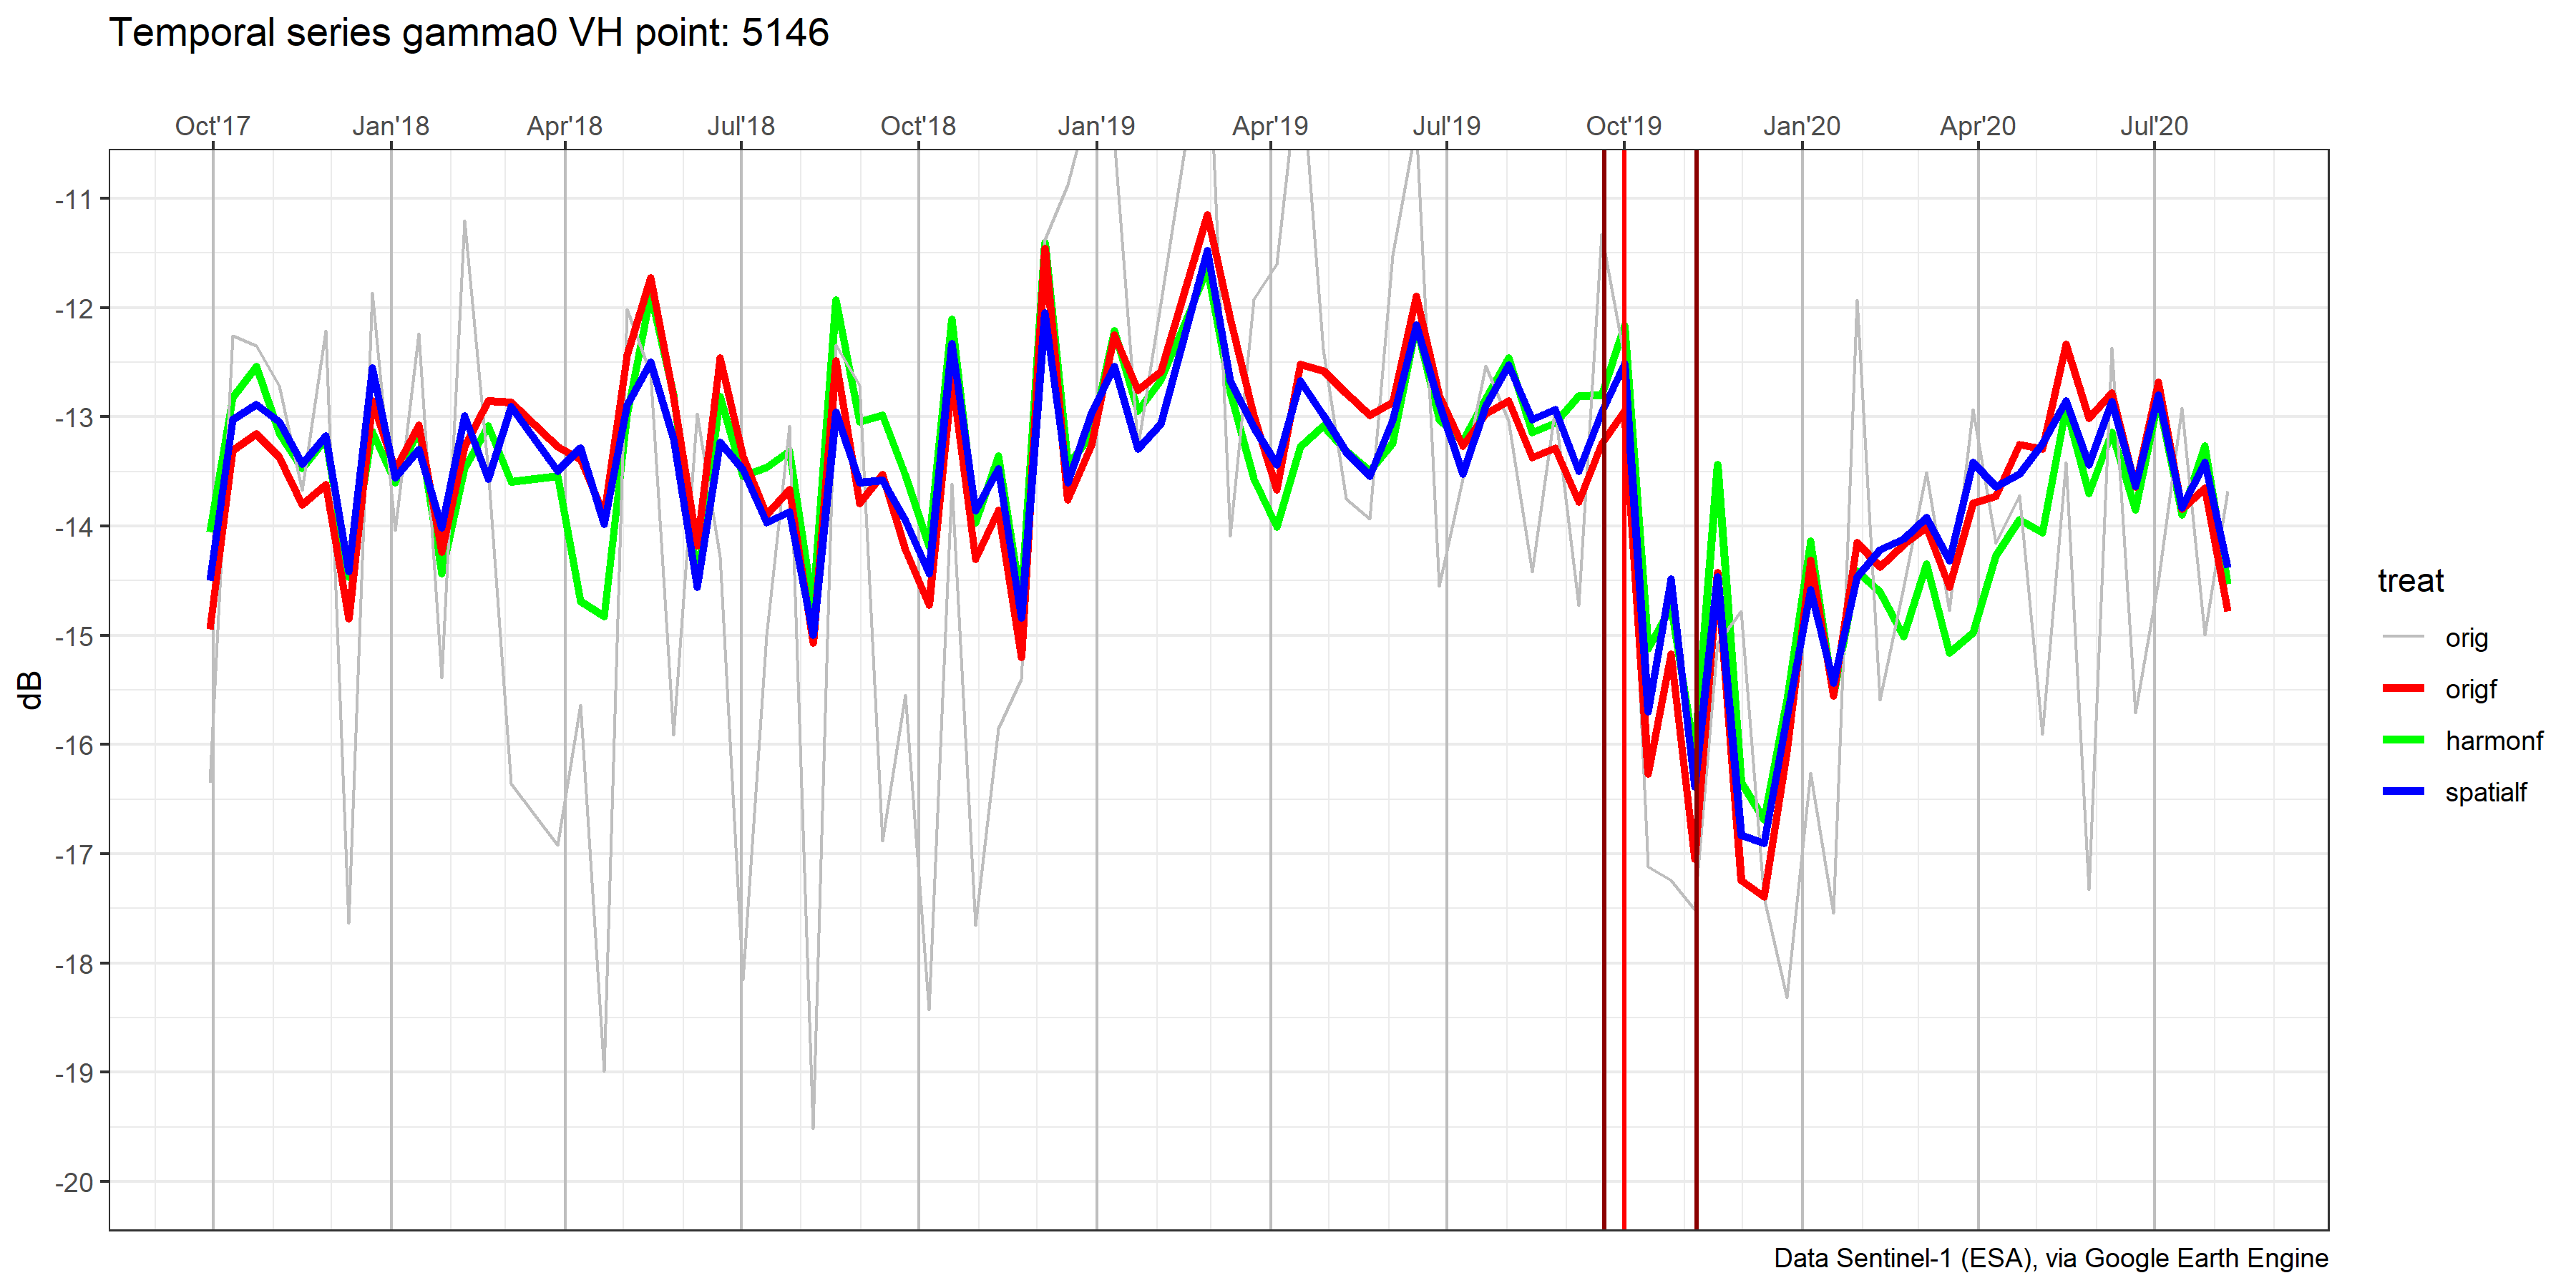 Temporal series gamma0 VH point: 5146
Oct'17 Jan'18 Apr'18 Jul'18 Oct'18 Jan'19 Apr'19 Jul'19 Oct'19 Jan'20 Apr'20 Jul'20
-11
-12
-13
-14
-15
-16
-17
-18
-19
-20
dB
treat
orig
origf
harmonf
spatialf
Data Sentinel-1 (ESA), via Google Earth Engine